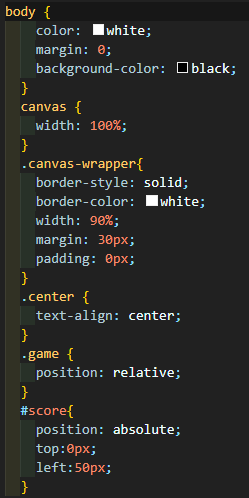 body {
color: white;
margin: 0;
background-color: black;
}
canvas {
width: 100%;
}
.canvas-wrapper{
border-style: solid;
border-color: white;
width: 90%;
margin: 30px;
padding: 0px;
}
.center {
text-align: center;
}
.game {
position: relative;
}
#score{
position: absolute;
top:0px;
left:50px;
}